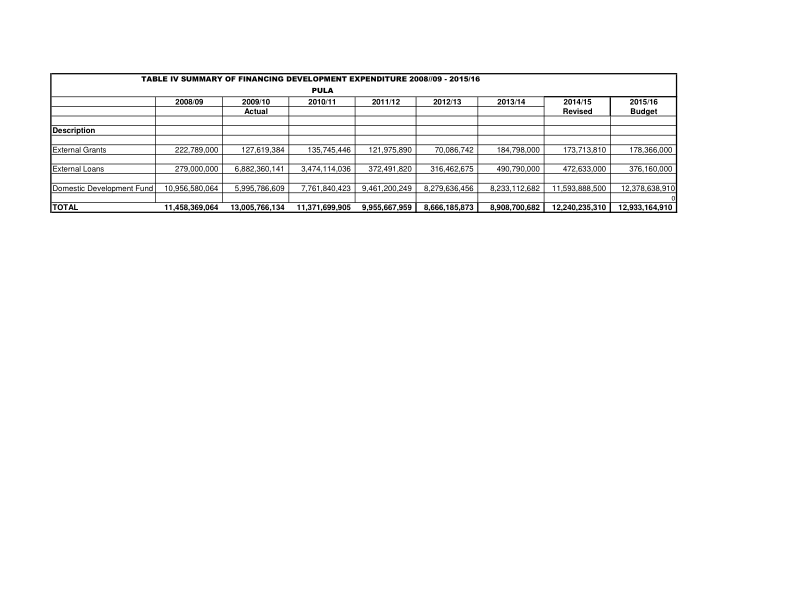 TABLE IV SUMMARY OF FINANCING DEVELOPMENT EXPENDITURE 2008//09 - 2015/16
PULA
2008/09 2009/10 2010/11 2011/12 2012/13 2013/14 2014/15 2015/16
Actual Revised Budget
Description
External Grants 222,789,000 127,619,384 135,745,446 121,975,890 70,086,742 184,798,000 173,713,810 178,366,000
External Loans 279,000,000 6,882,360,141 3,474,114,036 372,491,820 316,462,675 490,790,000 472,633,000 376,160,000
Domestic Development Fund 10,956,580,064 5,995,786,609 7,761,840,423 9,461,200,249 8,279,636,456 8,233,112,682 11,593,888,500 12,378,638,910
0
TOTAL 11,458,369,064 13,005,766,134 11,371,699,905 9,955,667,959 8,666,185,873 8,908,700,682 12,240,235,310 12,933,164,910